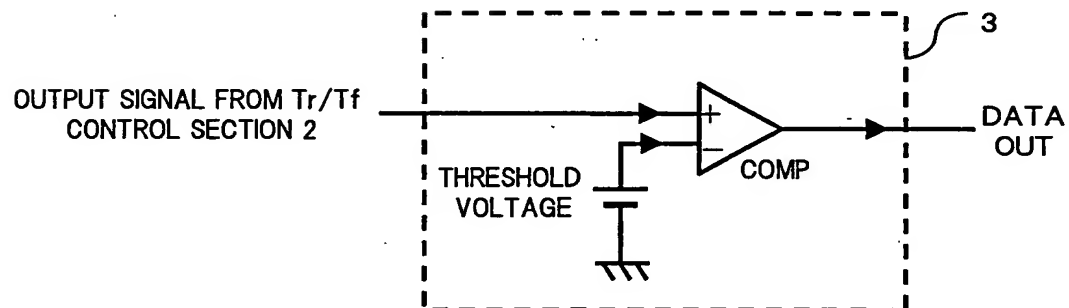 3
OUTPUT SIGNAL FROM Tr/Tf
CONTROL SECTION 2
+
−
COMP
THRESHOLD
VOLTAGE
DATA
OUT